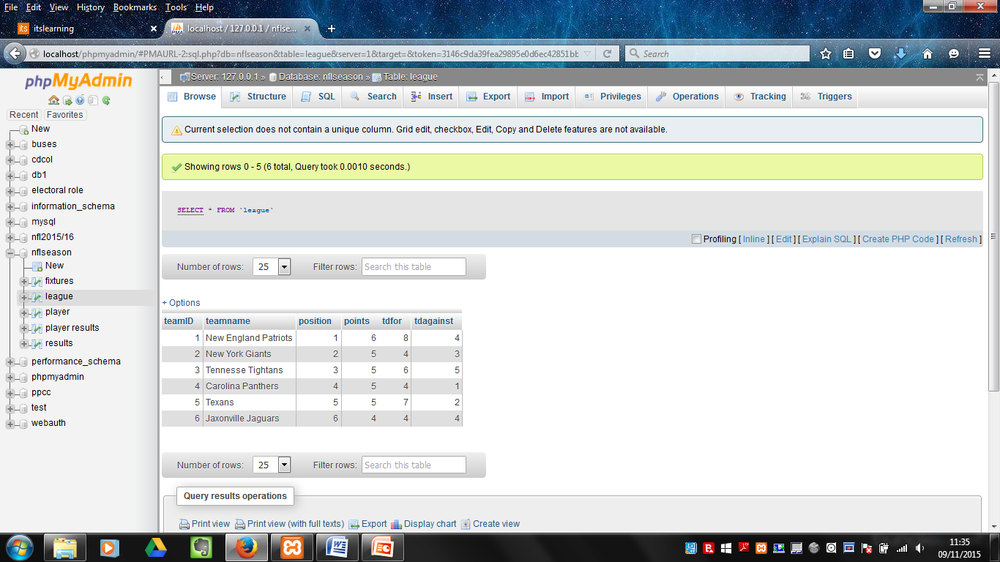 File Edit View History Bookmarks Tools Help
its itslearning
localhost / 127.0.0.1 / nflse...
localhost/phpmyadmin/#PMAURL-2:sql.php?db=nflseason&table=league&server=1&target=&token=3146c9da39fea29895e0d6ec42851bb
Search
phpMyAdmin
Recent Favorites
New
buses
cdcol
db1
electoral role
information_schema
mysql
nfl2015/16
nflseason
New
fixtures
league
player
player results
results
performance_schema
phpmyadmin
ppcc
test
webauth
Server: 127.0.0.1 » Database: nflseason » Table: league
Browse Structure SQL Search Insert Export Import Privileges Operations Tracking Triggers
Current selection does not contain a unique column. Grid edit, checkbox, Edit, Copy and Delete features are not available.
Showing rows 0 - 5 (6 total, Query took 0.0010 seconds.)
SELECT * FROM `league`
Profiling [ Inline ] [ Edit ] [ Explain SQL ] [ Create PHP Code ] [ Refresh ]
Number of rows: 25 Filter rows: Search this table
+ Options
teamID teamname position points tdfor tdagainst
1 New England Patriots 1 6 8 4
2 New York Giants 2 5 4 3
3 Tennesse Tightans 3 5 6 5
4 Carolina Panthers 4 5 4 1
5 Texans 5 5 7 2
6 Jaxonville Jaguars 6 4 4 4
Number of rows: 25 Filter rows: Search this table
Query results operations
Print view Print view (with full texts) Export Display chart Create view
11:35
09/11/2015